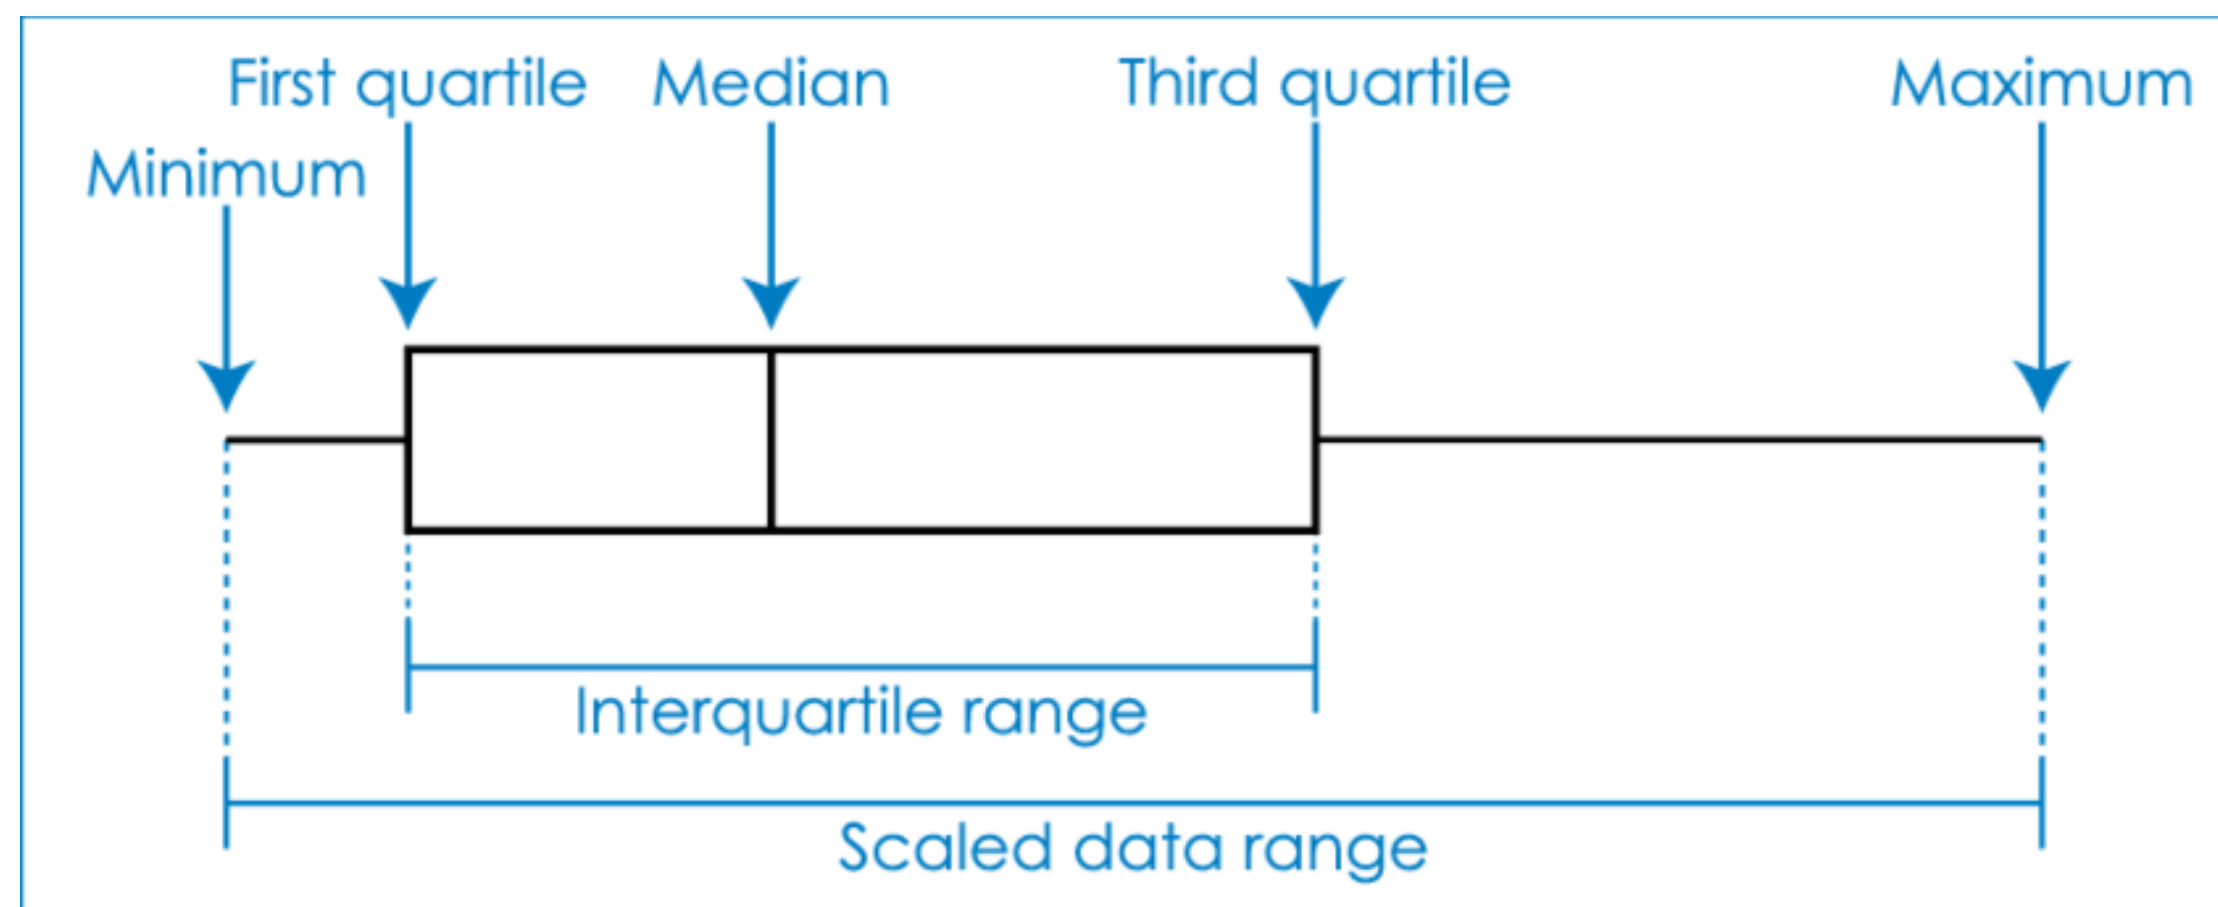 First quartile
Median
Third quartile
Maximum
Minimum
Interquartile range
Scaled data range